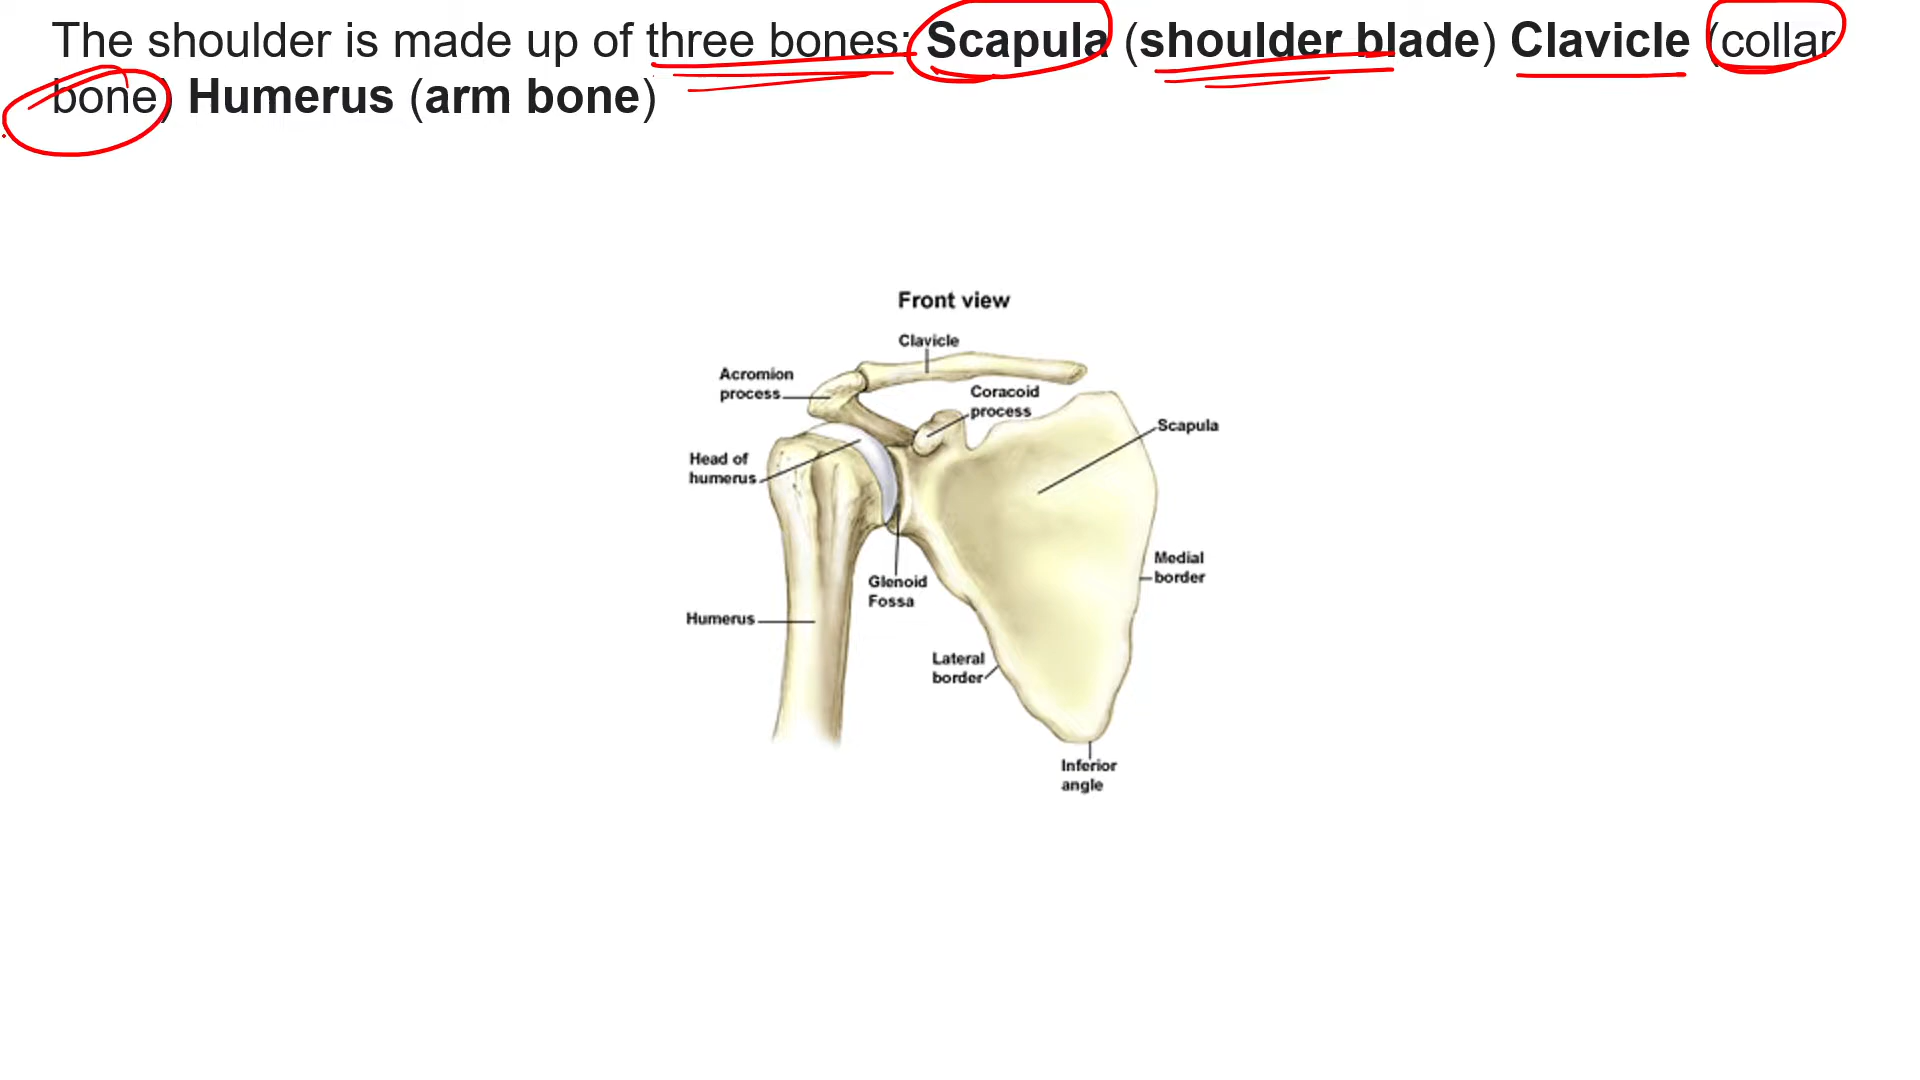 The shoulder is made up of three bones: Scapula (shoulder blade) Clavicle (collar
bone) Humerus (arm bone)
Front view
Clavicle
Acromion
process
Coracoid
process
Scapula
Head of
humerus
Medial
border
Glenoid
Fossa
Humerus
Lateral
border
Inferior
angle